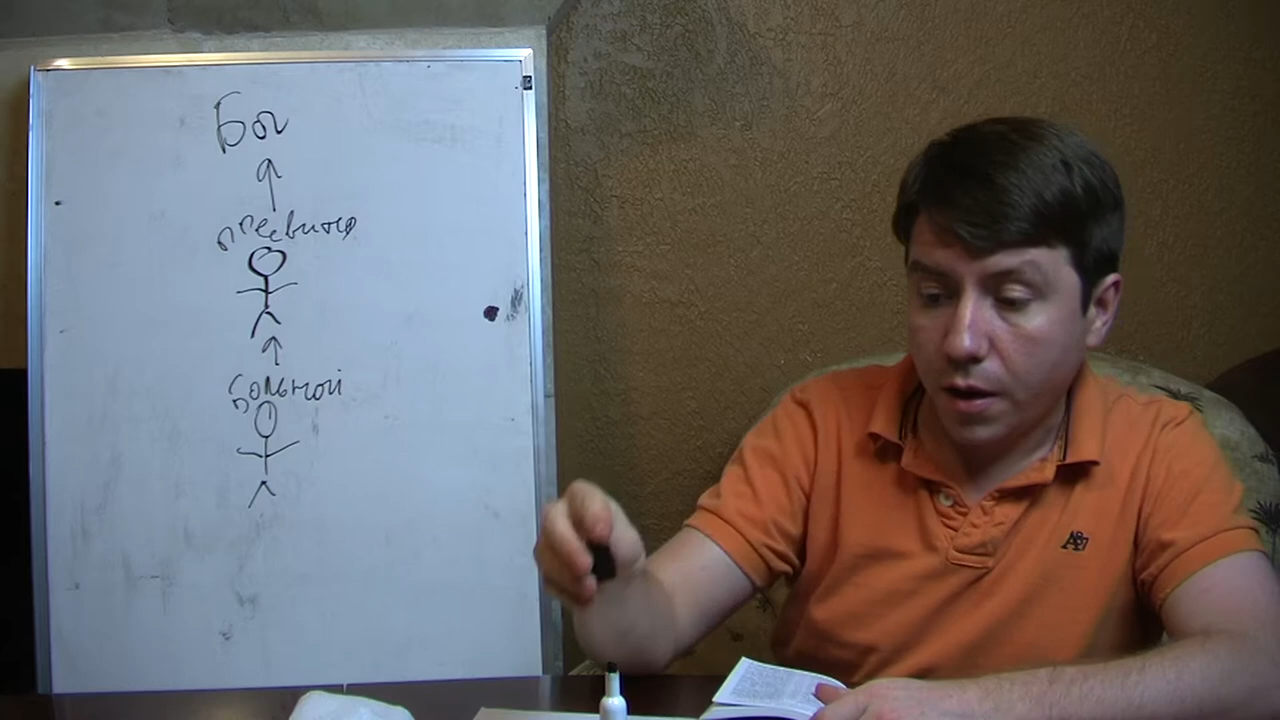 Бог
пресвитер
больной